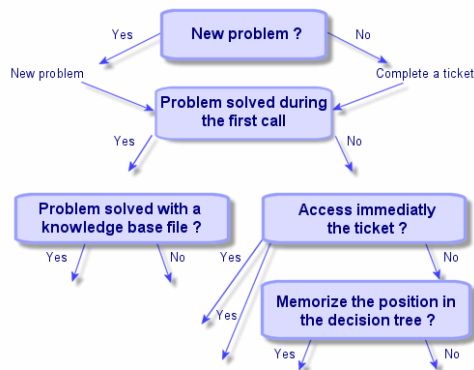 New problem ?
Yes
No
New problem
Complete a ticket
Problem solved during
the first call
Yes
No
Problem solved with a
knowledge base file ?
Access immediatly
the ticket ?
Yes
No
Yes
No
Yes
Memorize the position in
the decision tree ?
Yes
No